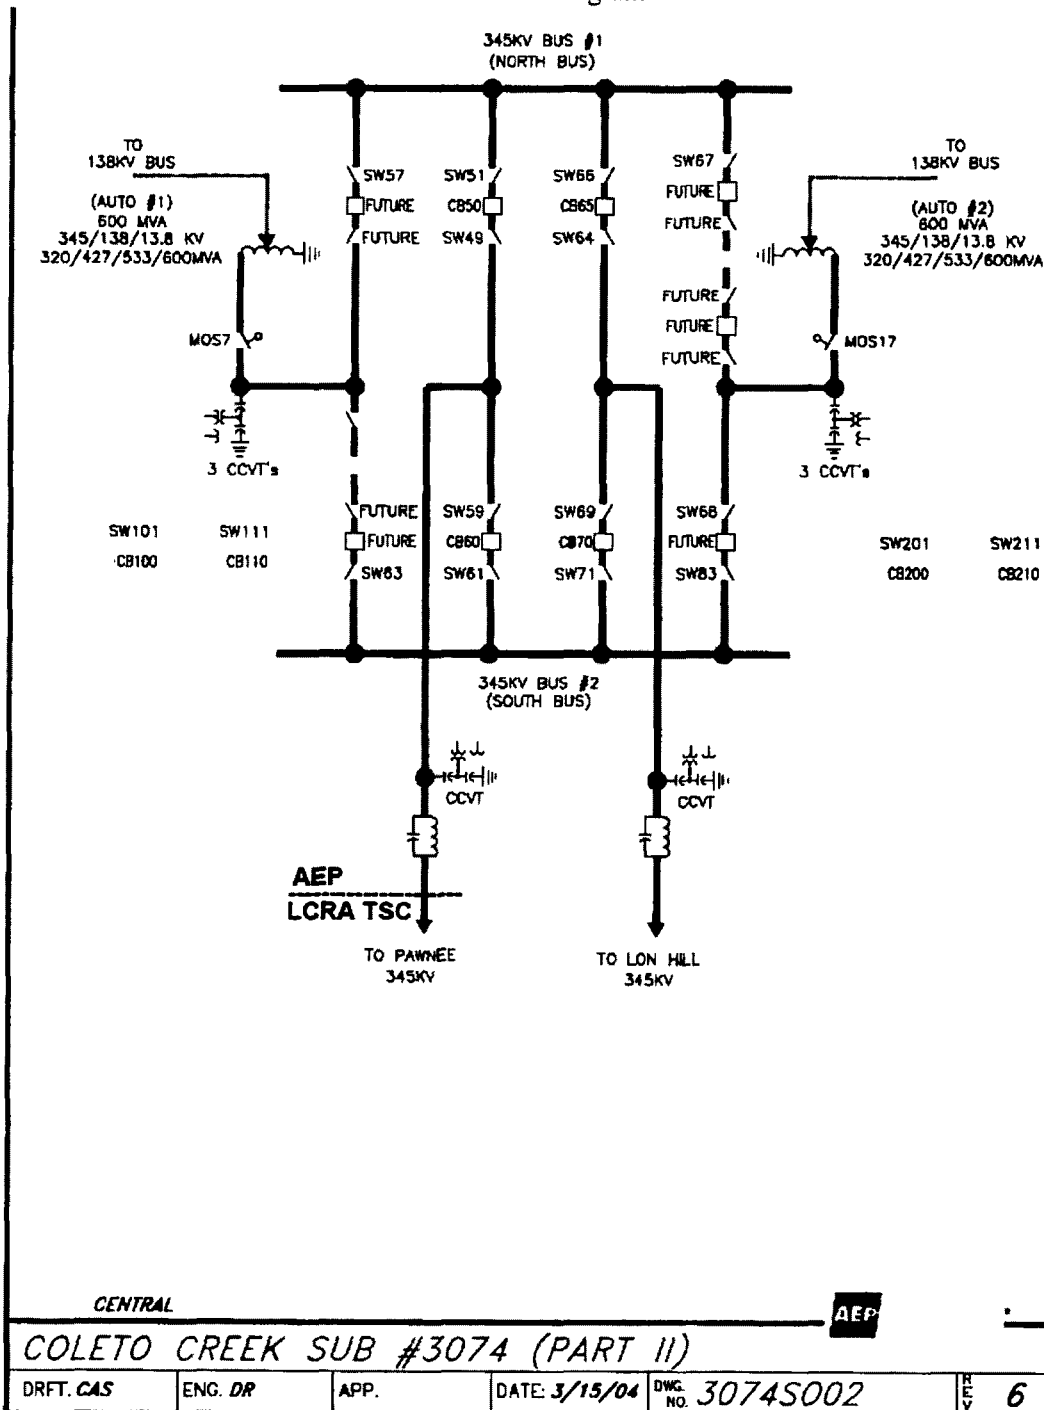 345KV BUS #1
(NORTH BUS)
TO
138KV BUS
(AUTO #1)
600 MVA
345/138/13.8 KV
320/427/533/600MVA
MOS7
3 CCVT's
SW57
FUTURE
FUTURE
SW51
CB50
SW49
SW66
CB65
SW64
SW67
FUTURE
FUTURE
FUTURE
FUTURE
FUTURE
TO
138KV BUS
(AUTO #2)
600 MVA
345/138/13.8 KV
320/427/533/600MVA
MOS17
3 CCVT's
SW101
SW111
CB100
CB110
FUTURE
FUTURE
SW63
SW59
CB60
SW61
SW69
CB70
SW71
SW68
FUTURE
SW83
SW201
SW211
CB200
CB210
345KV BUS #2
(SOUTH BUS)
CCVT
CCVT
AEP
LCRA TSC
TO PAWNEE
345KV
TO LON HILL
345KV
CENTRAL
AEP
COLETO CREEK SUB #3074 (PART II)
DRFT. CAS
ENG. DR
APP.
DATE: 3/15/04
DWG. NO. 3074S002
REV 6